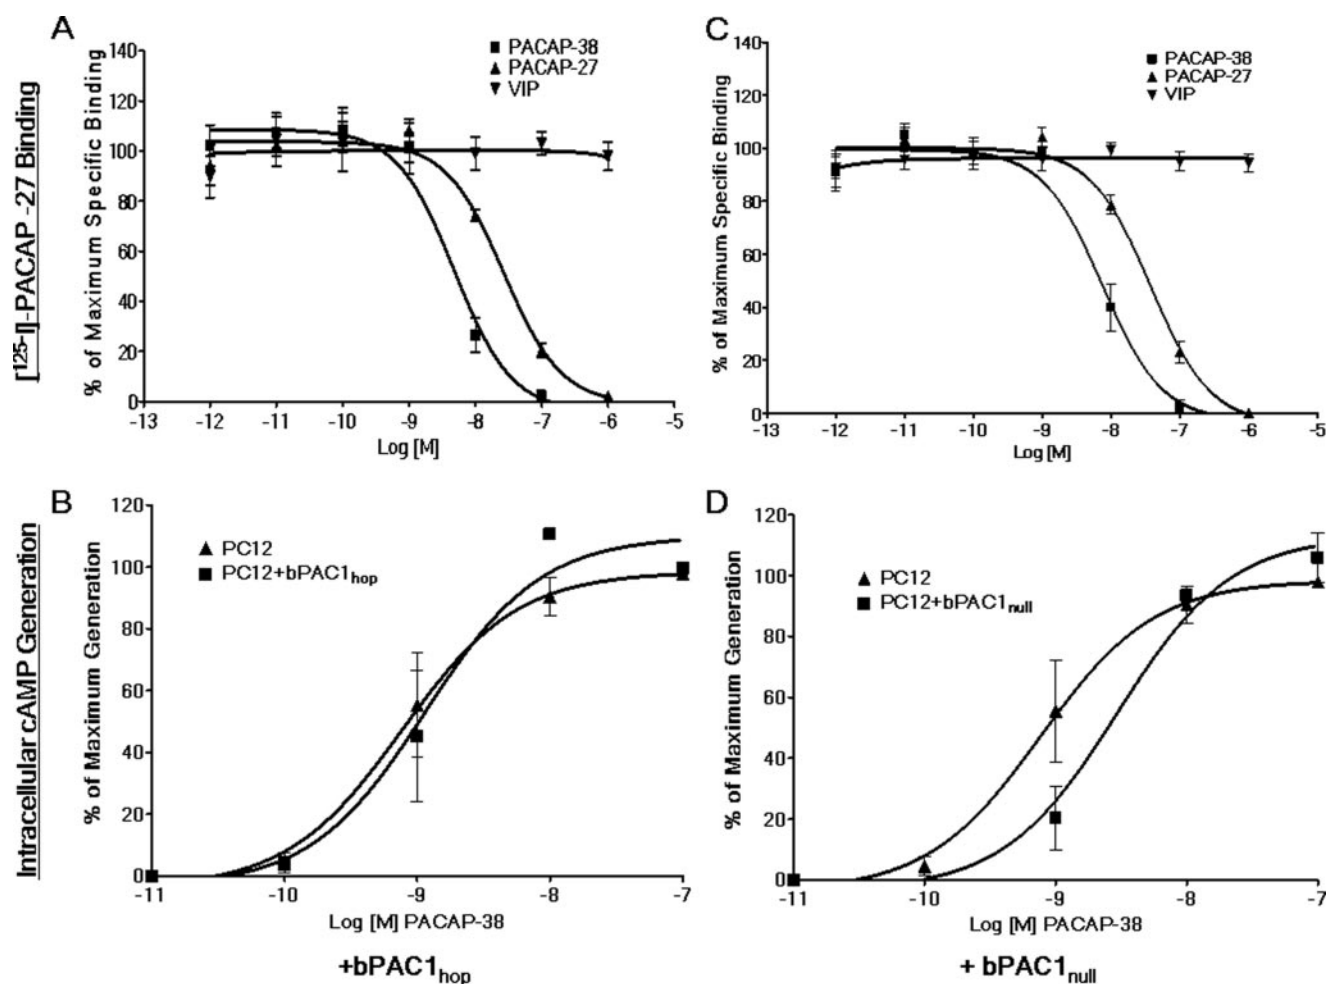 A
PACAP-38
PACAP-27
VIP
[125-I]-PACAP -27 Binding
% of Maximum Specific Binding
140
120
100
80
60
40
20
0
-13 -12 -11 -10 -9 -8 -7 -6 -5
Log [M]
C
PACAP-38
PACAP-27
VIP
% of Maximum Specific Binding
140
120
100
80
60
40
20
0
-13 -12 -11 -10 -9 -8 -7 -6 -5
Log [M]
B
PC12
PC12+bPAC1hop
Intracellular cAMP Generation
% of Maximum Generation
120
100
80
60
40
20
0
-11 -10 -9 -8 -7
Log [M] PACAP-38
+bPAC1hop
D
PC12
PC12+bPAC1null
% of Maximum Generation
120
100
80
60
40
20
0
-11 -10 -9 -8 -7
Log [M] PACAP-38
+ bPAC1null